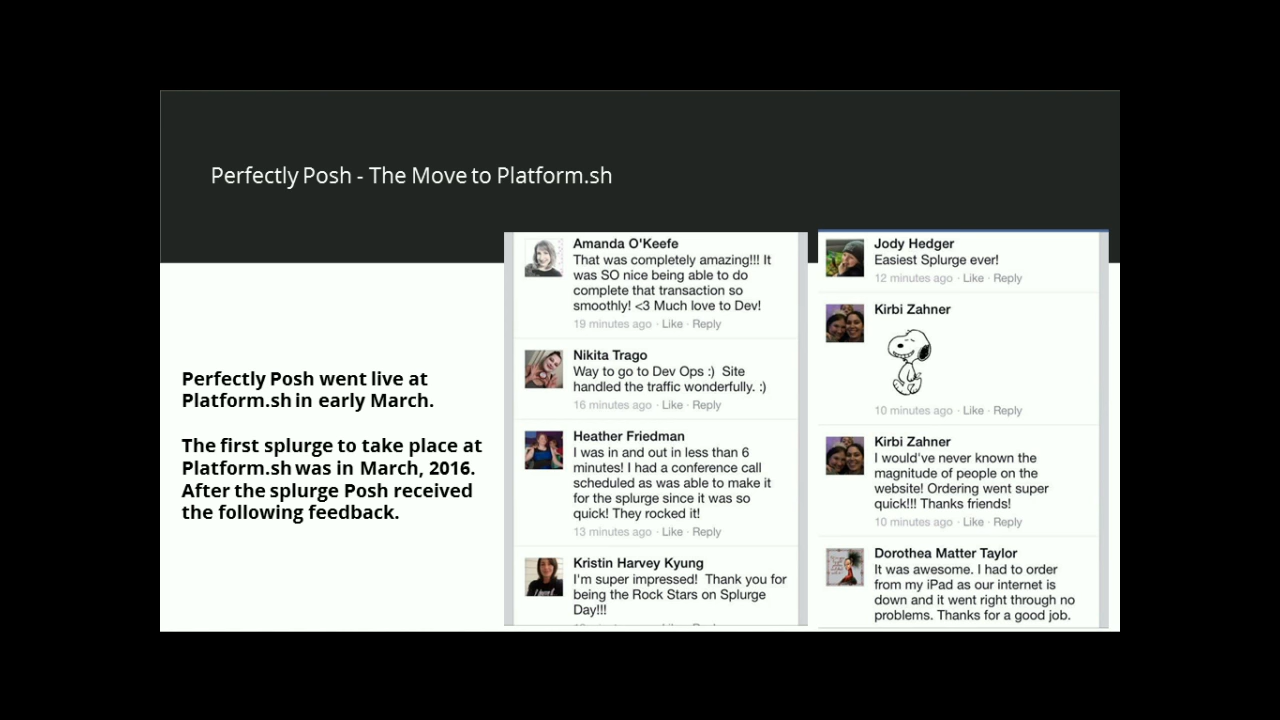 Perfectly Posh - The Move to Platform.sh
Perfectly Posh went live at
Platform.sh in early March.
The first splurge to take place at
Platform.sh was in March, 2016.
After the splurge Posh received
the following feedback.
Amanda O'Keefe
That was completely amazing!!! It
was SO nice being able to do
complete that transaction so
smoothly! <3 Much love to Dev!
19 minutes ago · Like · Reply
Nikita Trago
Way to go to Dev Ops :)  Site
handled the traffic wonderfully. :)
16 minutes ago · Like · Reply
Heather Friedman
I was in and out in less than 6
minutes! I had a conference call
scheduled as was able to make it
for the splurge since it was so
quick! They rocked it!
13 minutes ago · Like · Reply
Kristin Harvey Kyung
I'm super impressed!  Thank you for
being the Rock Stars on Splurge
Day!!!
Jody Hedger
Easiest Splurge ever!
12 minutes ago · Like · Reply
Kirbi Zahner
10 minutes ago · Like · Reply
Kirbi Zahner
I would've never known the
magnitude of people on the
website! Ordering went super
quick!!! Thanks friends!
10 minutes ago · Like · Reply
Dorothea Matter Taylor
It was awesome. I had to order
from my iPad as our internet is
down and it went right through no
problems. Thanks for a good job.